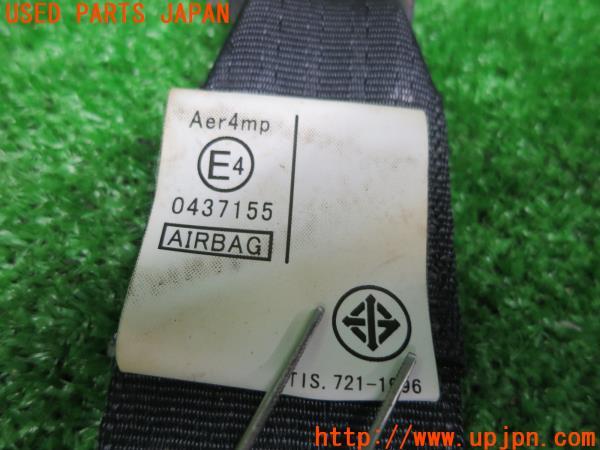 USED PARTS JAPAN
Aer4mp
E4
0437155
AIRBAG
TIS. 721-1996
http://www.upjpn.com